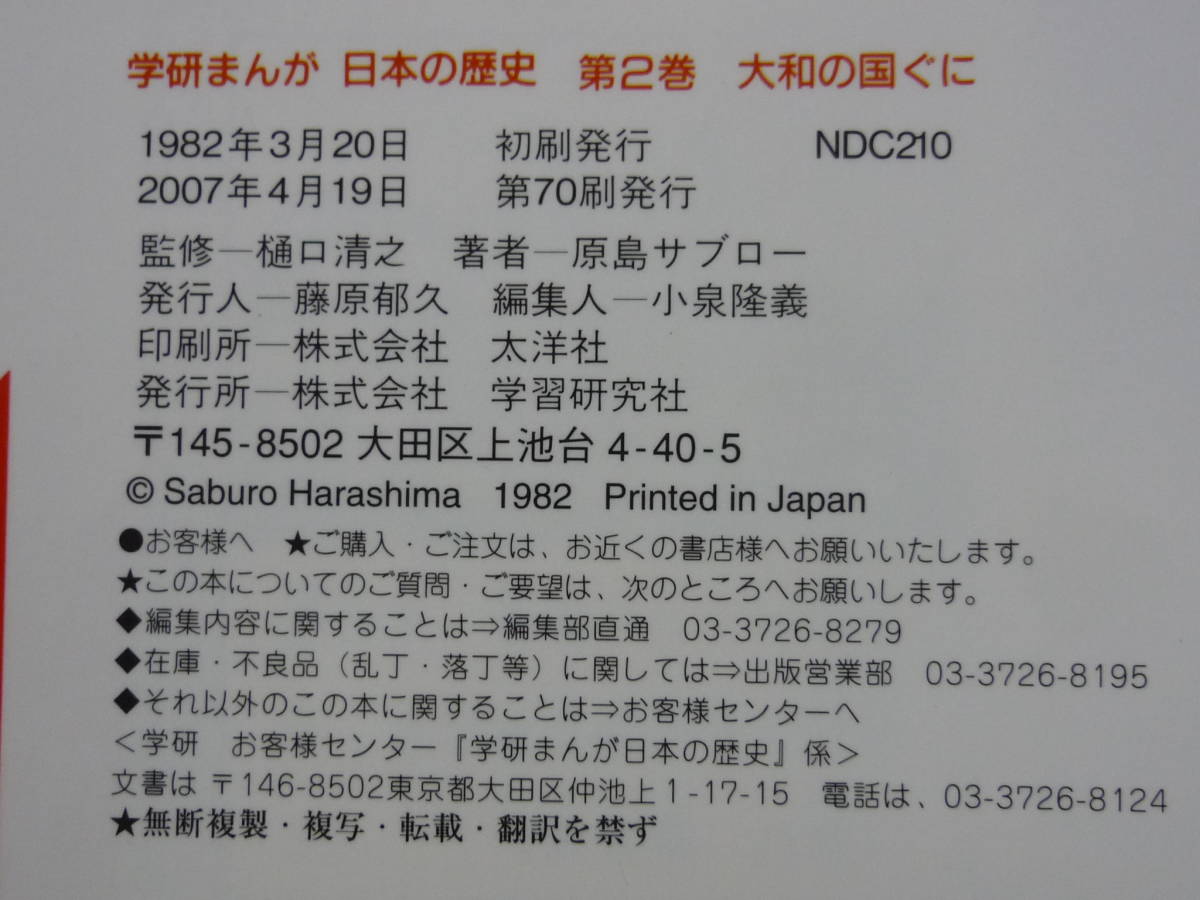 学研まんが 日本の歴史　第2巻　大和の国ぐに
1982年3月20日　初刷発行　NDC210
2007年4月19日　第70刷発行
監修―樋口清之　著者―原島サブロー
発行人―藤原郁久　編集人―小泉隆義
印刷所―株式会社　太洋社
発行所―株式会社　学習研究社
〒145-8502 大田区上池台 4-40-5
© Saburo Harashima 1982 Printed in Japan
●お客様へ　★ご購入・ご注文は、お近くの書店様へお願いいたします。
★この本についてのご質問・ご要望は、次のところへお願いします。
◆編集内容に関することは⇒編集部直通　03-3726-8279
◆在庫・不良品（乱丁・落丁等）に関しては⇒出版営業部　03-3726-8195
◆それ以外のこの本に関することは⇒お客様センターへ
＜学研　お客様センター『学研まんが日本の歴史』係＞
文書は 〒146-8502東京都大田区仲池上1-17-15　電話は、03-3726-8124
★無断複製・複写・転載・翻訳を禁ず